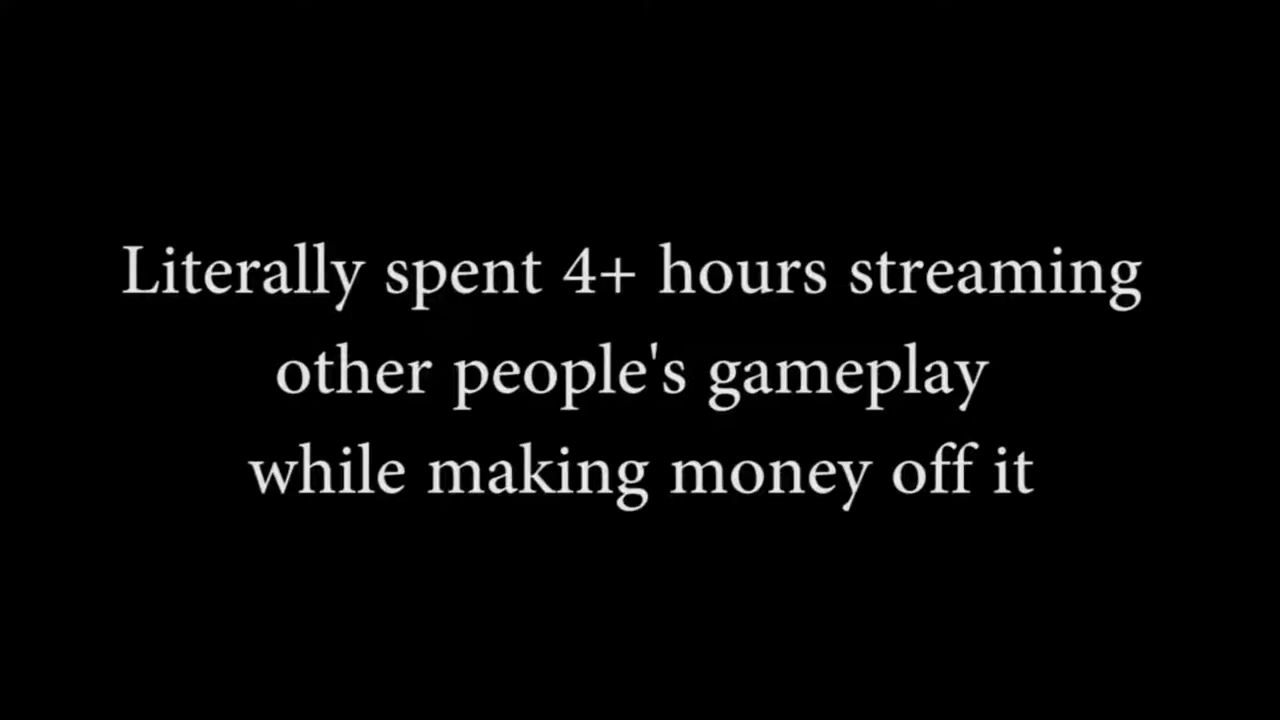 Literally spent 4+ hours streaming
other people's gameplay
while making money off it